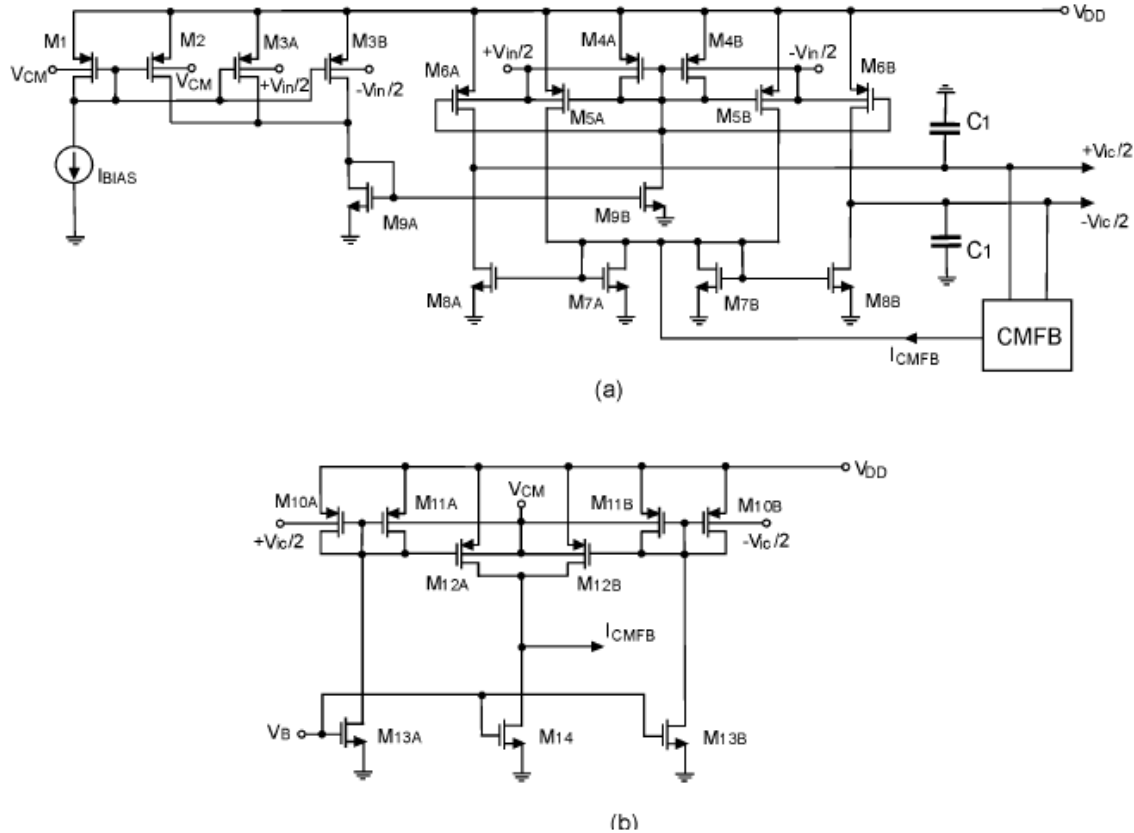 VDD
M1
M2
M3A
M3B
VCM
VCM
+Vin/2
-Vin/2
IBIAS
M9A
M4A
M4B
+Vin/2
-Vin/2
M6A
M6B
M5A
M5B
M9B
C1
+Vic/2
-Vic/2
C1
M8A
M7A
M7B
M8B
CMFB
ICMFB
(a)
VDD
M10A
M11A
VCM
M11B
M10B
+Vic/2
-Vic/2
M12A
M12B
ICMFB
VB
M13A
M14
M13B
(b)